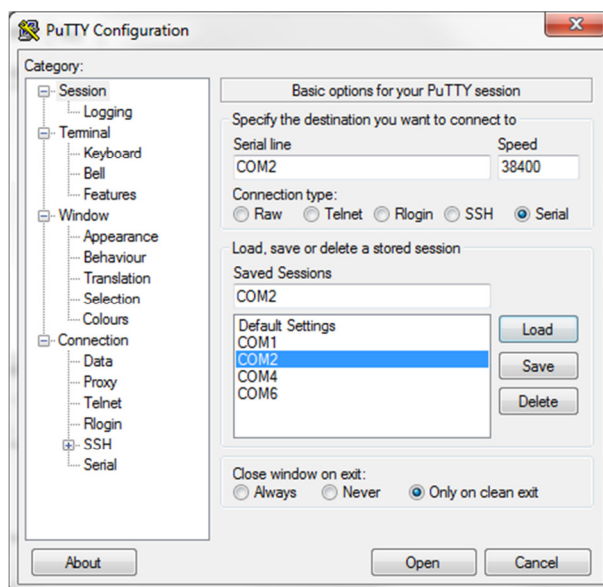 PuTTY Configuration
Category:
Session
Logging
Terminal
Keyboard
Bell
Features
Window
Appearance
Behaviour
Translation
Selection
Colours
Connection
Data
Proxy
Telnet
Rlogin
SSH
Serial
Basic options for your PuTTY session
Specify the destination you want to connect to
Serial line Speed
COM2 38400
Connection type:
Raw Telnet Rlogin SSH Serial
Load, save or delete a stored session
Saved Sessions
COM2
Default Settings
COM1
COM2
COM4
COM6
Load
Save
Delete
Close window on exit:
Always Never Only on clean exit
About Open Cancel